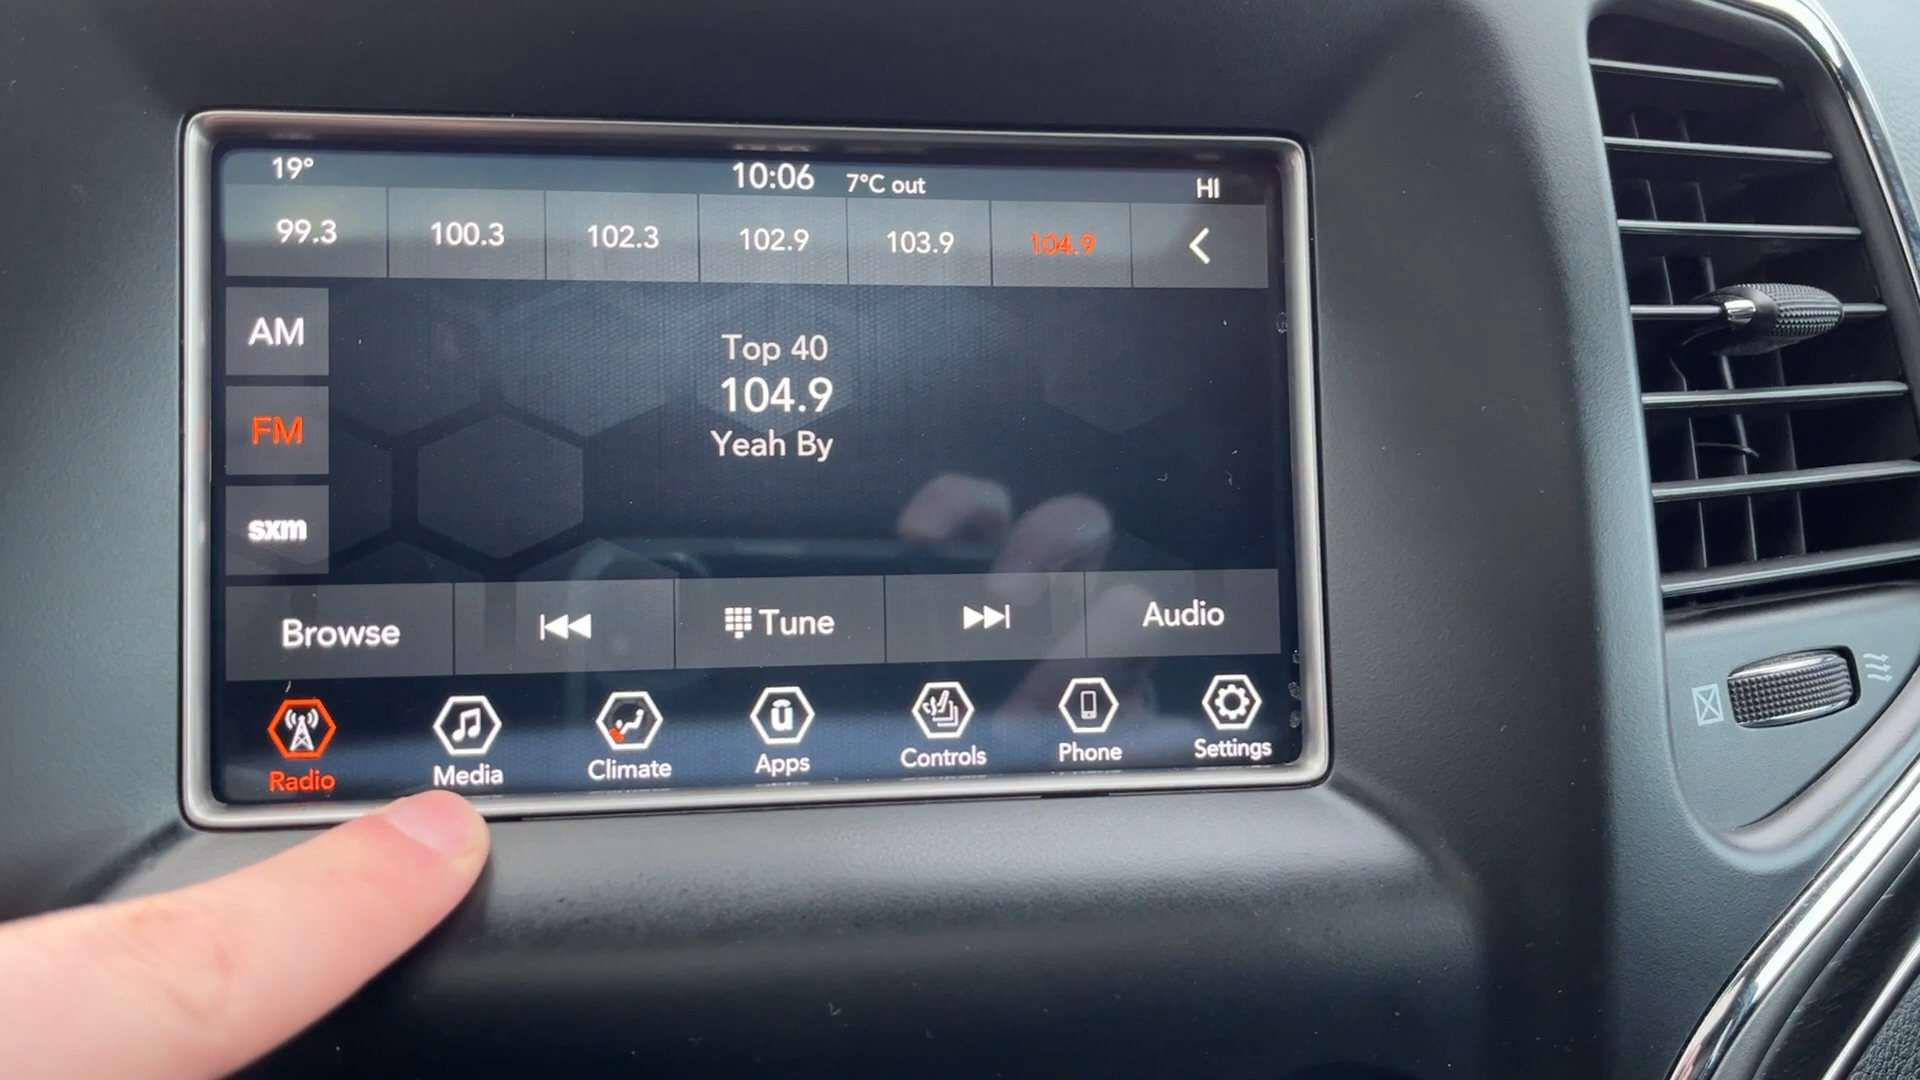 19° 10:06 7°C out HI
99.3 100.3 102.3 102.9 103.9 104.9
AM
FM
sxm
Top 40
104.9
Yeah By
Browse Tune Audio
ū
Radio Media Climate Apps Controls Phone Settings